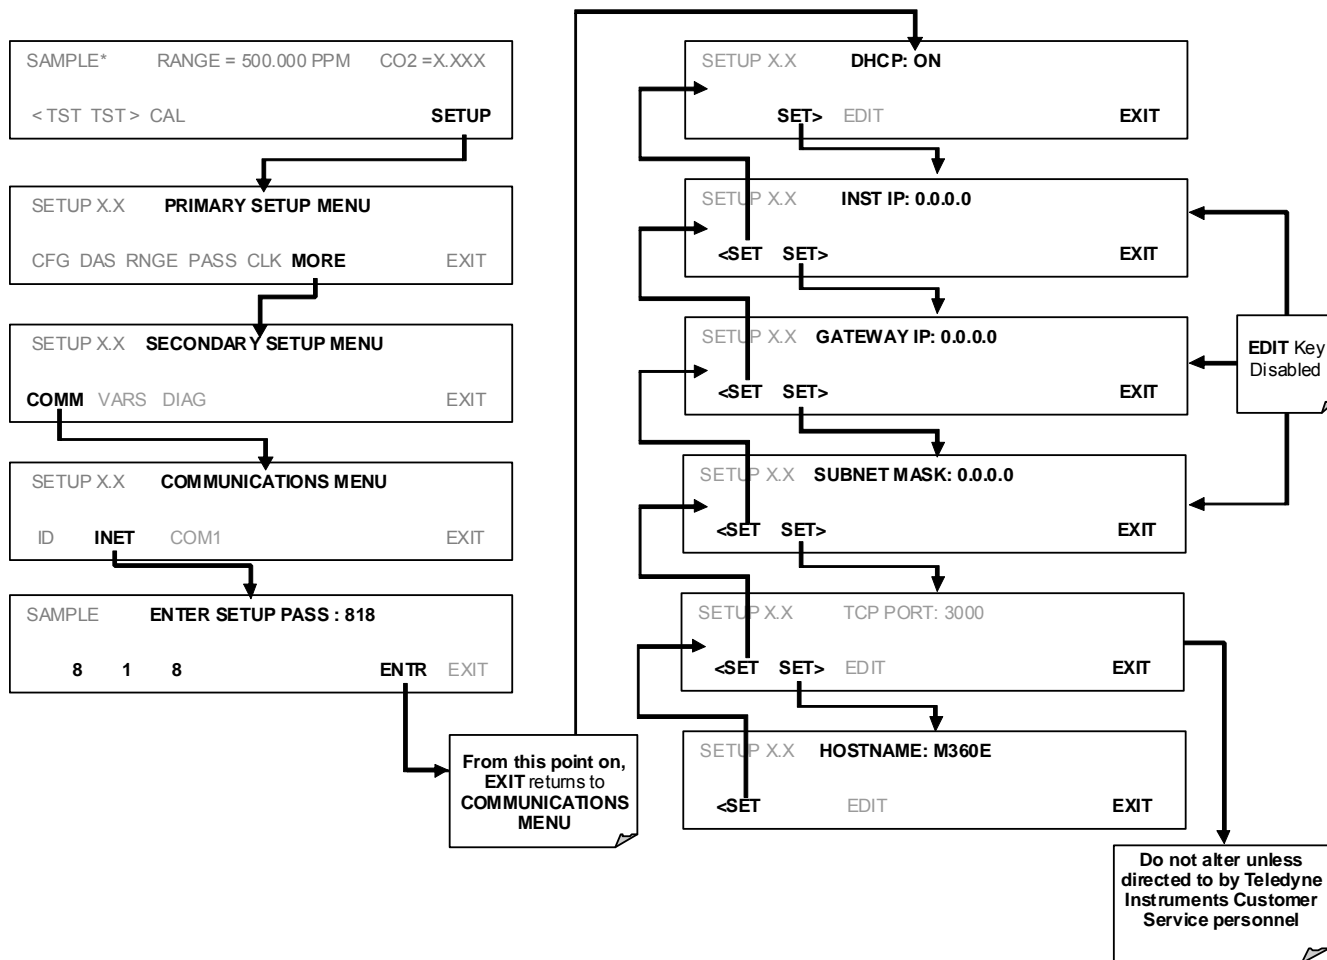 SAMPLE* RANGE = 500.000 PPM CO2 =X.XXX
< TST TST > CAL SETUP
SETUP X.X PRIMARY SETUP MENU
CFG DAS RNGE PASS CLK MORE EXIT
SETUP X.X SECONDARY SETUP MENU
COMM VARS DIAG EXIT
SETUP X.X COMMUNICATIONS MENU
ID INET COM1 EXIT
SAMPLE ENTER SETUP PASS : 818
8 1 8 ENTR EXIT
From this point on,
EXIT returns to
COMMUNICATIONS
MENU
SETUP X.X DHCP: ON
SET> EDIT EXIT
SETUP X.X INST IP: 0.0.0.0
<SET SET> EXIT
SETUP X.X GATEWAY IP: 0.0.0.0
<SET SET> EXIT
SETUP X.X SUBNET MASK: 0.0.0.0
<SET SET> EXIT
SETUP X.X TCP PORT: 3000
<SET SET> EDIT EXIT
SETUP X.X HOSTNAME: M360E
<SET EDIT EXIT
EDIT Key
Disabled
Do not alter unless
directed to by Teledyne
Instruments Customer
Service personnel